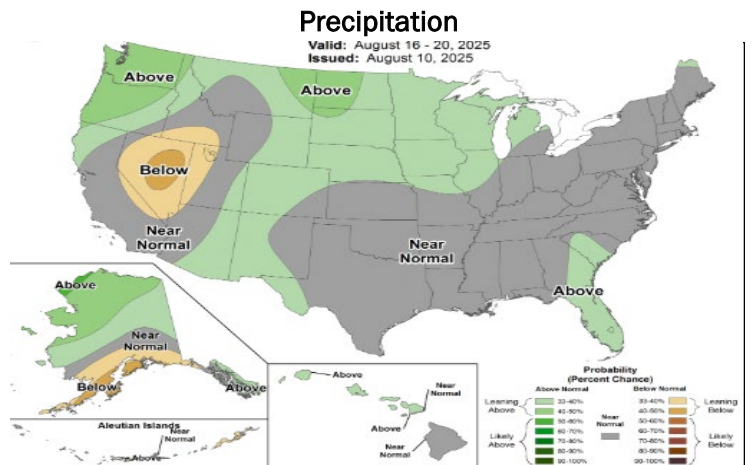 Precipitation
Valid: August 16 - 20, 2025
Issued: August 10, 2025
Above
Above
Below
Near
Normal
Near
Normal
Above
Above
Near
Normal
Below
Above
Aleutian Islands
Near
Normal
Above
Above
Near
Normal
Above
Near
Normal
Probability
(Percent Chance)
Above Normal
Below Normal
Leaning
Above
33-40%
40-50%
50-60%
60-70%
70-80%
80-90%
90-100%
Likely
Above
Near
Normal
33-40%
40-50%
50-60%
60-70%
70-80%
80-90%
90-100%
Leaning
Below
Likely
Below